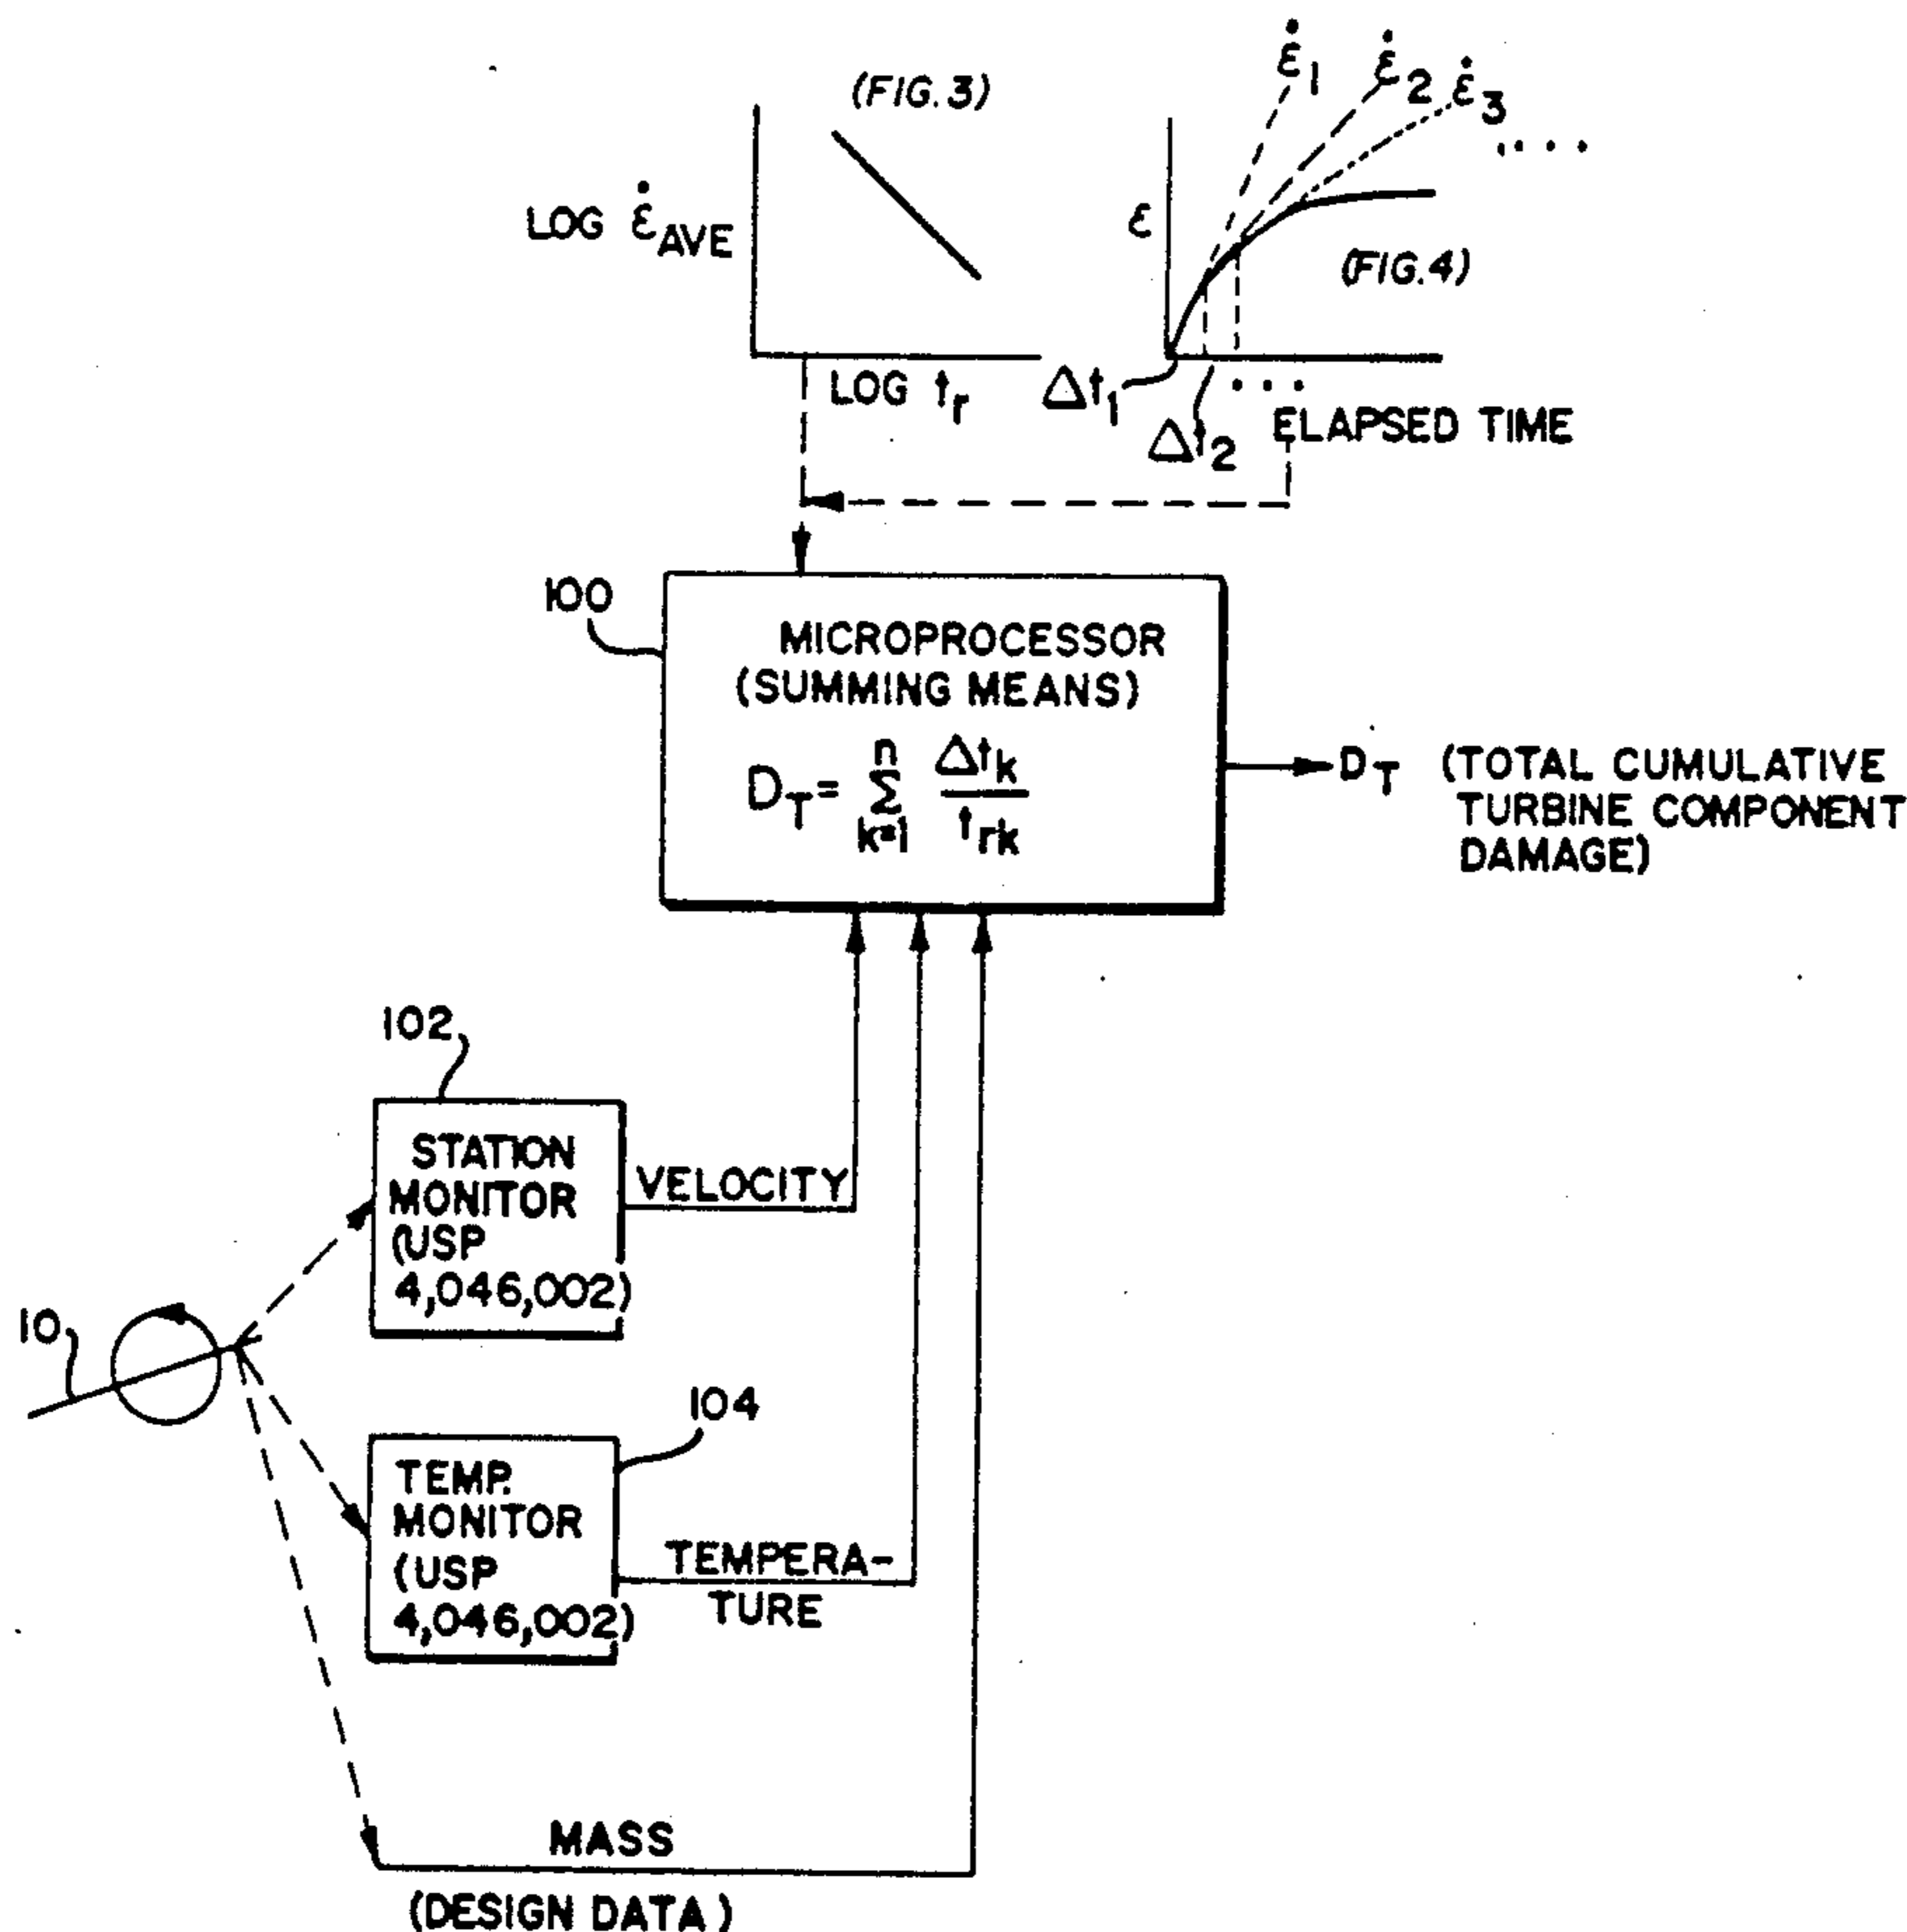 (FIG.3)
LOG ε̇AVE
LOG tr
ε̇1
ε̇2
ε̇3
. . . .
ε
(FIG.4)
Δt1
Δt2
. . .
ELAPSED TIME
100
MICROPROCESSOR
(SUMMING MEANS)
DT= Σ n k=1 Δtk / trk
DT (TOTAL CUMULATIVE
TURBINE COMPONENT
DAMAGE)
102
STATION
MONITOR
(USP
4,046,002)
VELOCITY
10
104
TEMP.
MONITOR
(USP
4,046,002)
TEMPERA-
TURE
MASS
(DESIGN DATA)